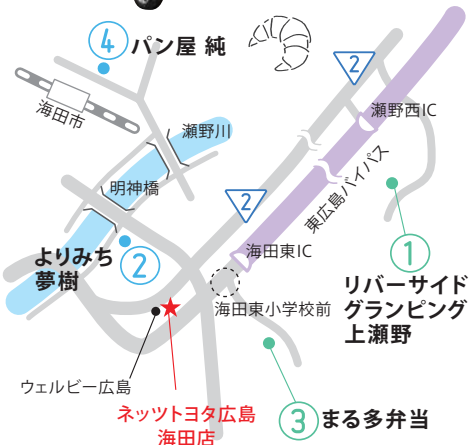 4 パン屋 純
2
海田市
瀬野西IC
瀬野川
明神橋
2
東広島バイパス
海田東IC
よりみち
夢樹
2
1
リバーサイド
グランピング
上瀬野
海田東小学校前
ウェルビー広島
ネッツトヨタ広島
海田店
3 まる多弁当